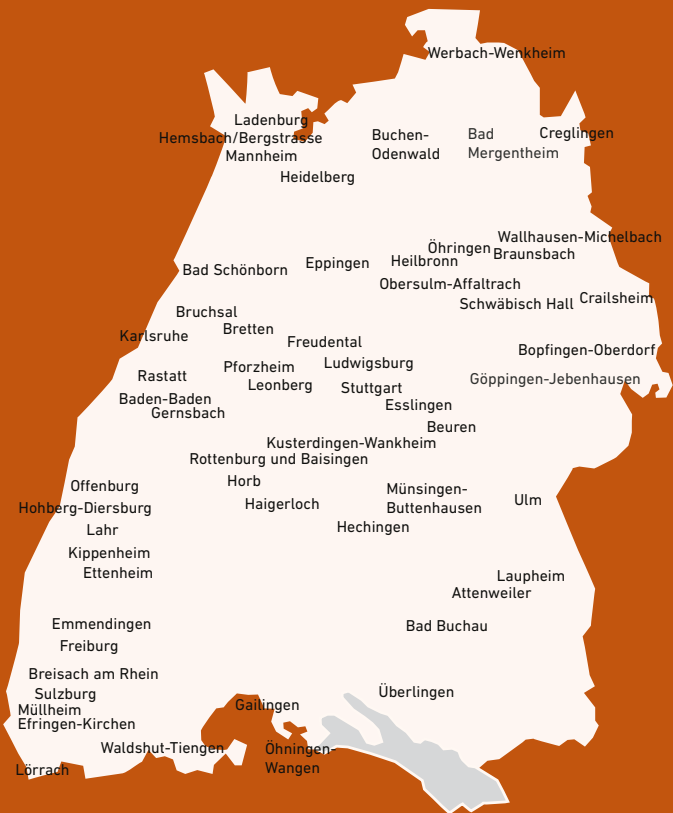 Werbach-Wenkheim
Ladenburg
Hemsbach/Bergstrasse
Mannheim
Heidelberg
Buchen-
Odenwald
Bad
Mergentheim
Creglingen
Wallhausen-Michelbach
Öhringen
Braunsbach
Heilbronn
Eppingen
Bad Schönborn
Obersulm-Affaltrach
Schwäbisch Hall
Crailsheim
Bruchsal
Bretten
Karlsruhe
Freudental
Bopfingen-Oberdorf
Pforzheim
Ludwigsburg
Rastatt
Leonberg
Stuttgart
Göppingen-Jebenhausen
Baden-Baden
Gernsbach
Esslingen
Beuren
Kusterdingen-Wankheim
Rottenburg und Baisingen
Horb
Offenburg
Münsingen-
Buttenhausen
Ulm
Haigerloch
Hohberg-Diersburg
Hechingen
Lahr
Kippenheim
Ettenheim
Laupheim
Attenweiler
Emmendingen
Bad Buchau
Freiburg
Breisach am Rhein
Sulzburg
Überlingen
Müllheim
Gailingen
Efringen-Kirchen
Waldshut-Tiengen
Öhningen-
Wangen
Lörrach